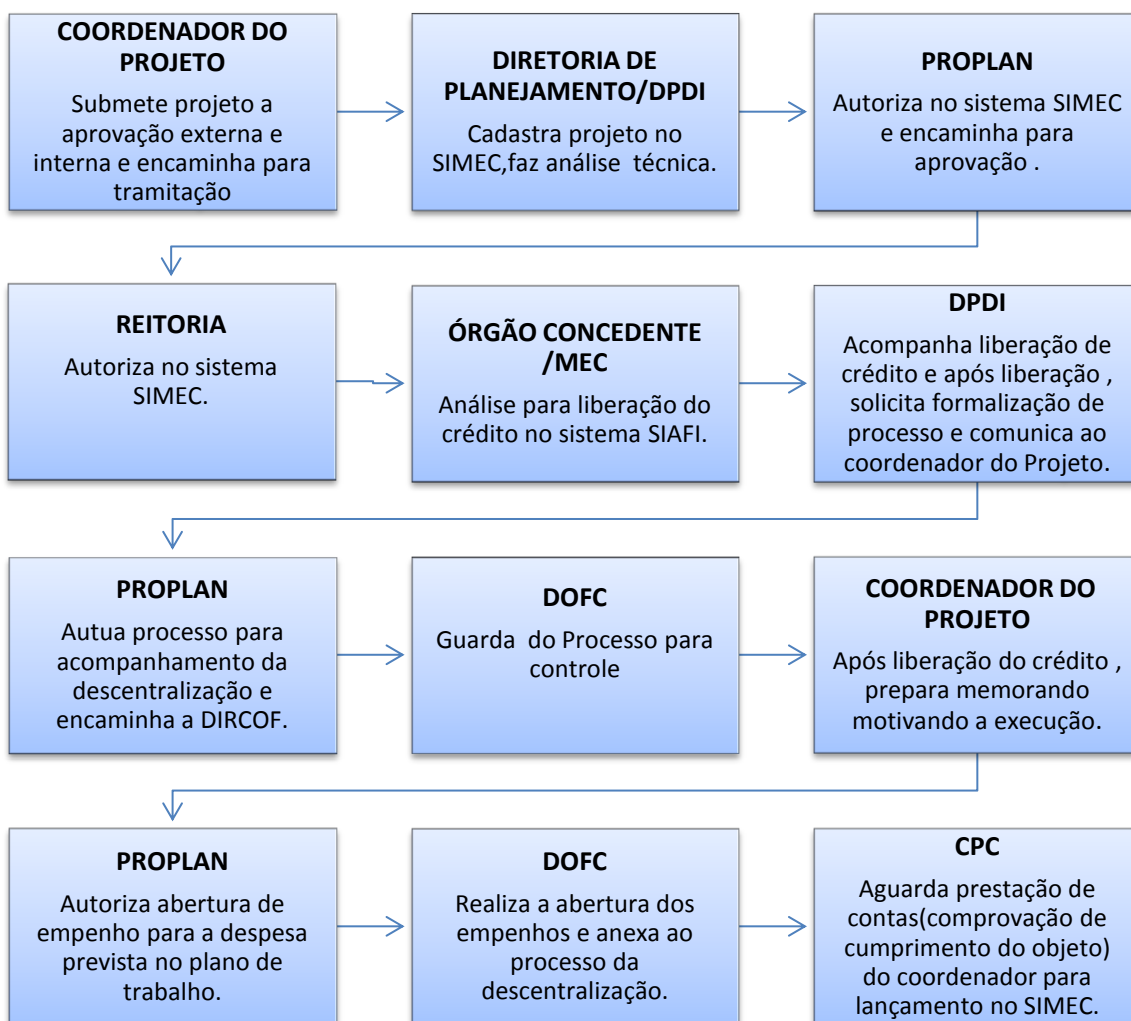 COORDENADOR DO
PROJETO
Submete projeto a
aprovação externa e
interna e encaminha para
tramitação
DIRETORIA DE
PLANEJAMENTO/DPDI
Cadastra projeto no
SIMEC,faz análise técnica.
PROPLAN
Autoriza no sistema SIMEC
e encaminha para
aprovação .
REITORIA
Autoriza no sistema
SIMEC.
ÓRGÃO CONCEDENTE
/MEC
Análise para liberação do
crédito no sistema SIAFI.
DPDI
Acompanha liberação de
crédito e após liberação ,
solicita formalização de
processo e comunica ao
coordenador do Projeto.
PROPLAN
Autua processo para
acompanhamento da
descentralização e
encaminha a DIRCOF.
DOFC
Guarda do Processo para
controle
COORDENADOR DO
PROJETO
Após liberação do crédito ,
prepara memorando
motivando a execução.
PROPLAN
Autoriza abertura de
empenho para a despesa
prevista no plano de
trabalho.
DOFC
Realiza a abertura dos
empenhos e anexa ao
processo da
descentralização.
CPC
Aguarda prestação de
contas(comprovação de
cumprimento do objeto)
do coordenador para
lançamento no SIMEC.